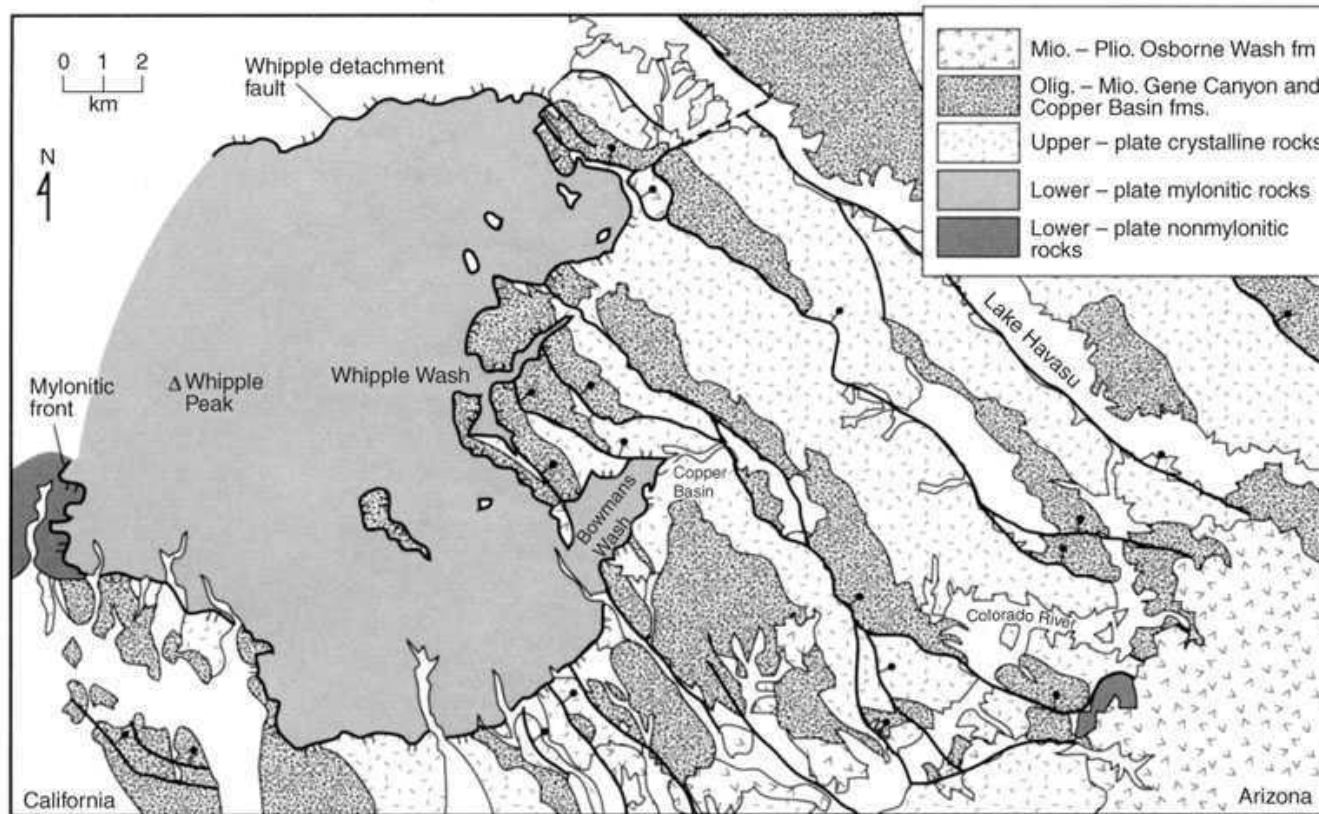 Whipple detachment
fault
0 1 2
km
N
Mio. – Plio. Osborne Wash fm
Olig. – Mio. Gene Canyon and
Copper Basin fms.
Upper – plate crystalline rocks
Lower – plate mylonitic rocks
Lower – plate nonmylonitic
rocks
Lake Havasu
Mylonitic
front
Δ Whipple
Peak
Whipple Wash
Copper
Basin
Bowmans
Wash
Colorado River
California
Arizona